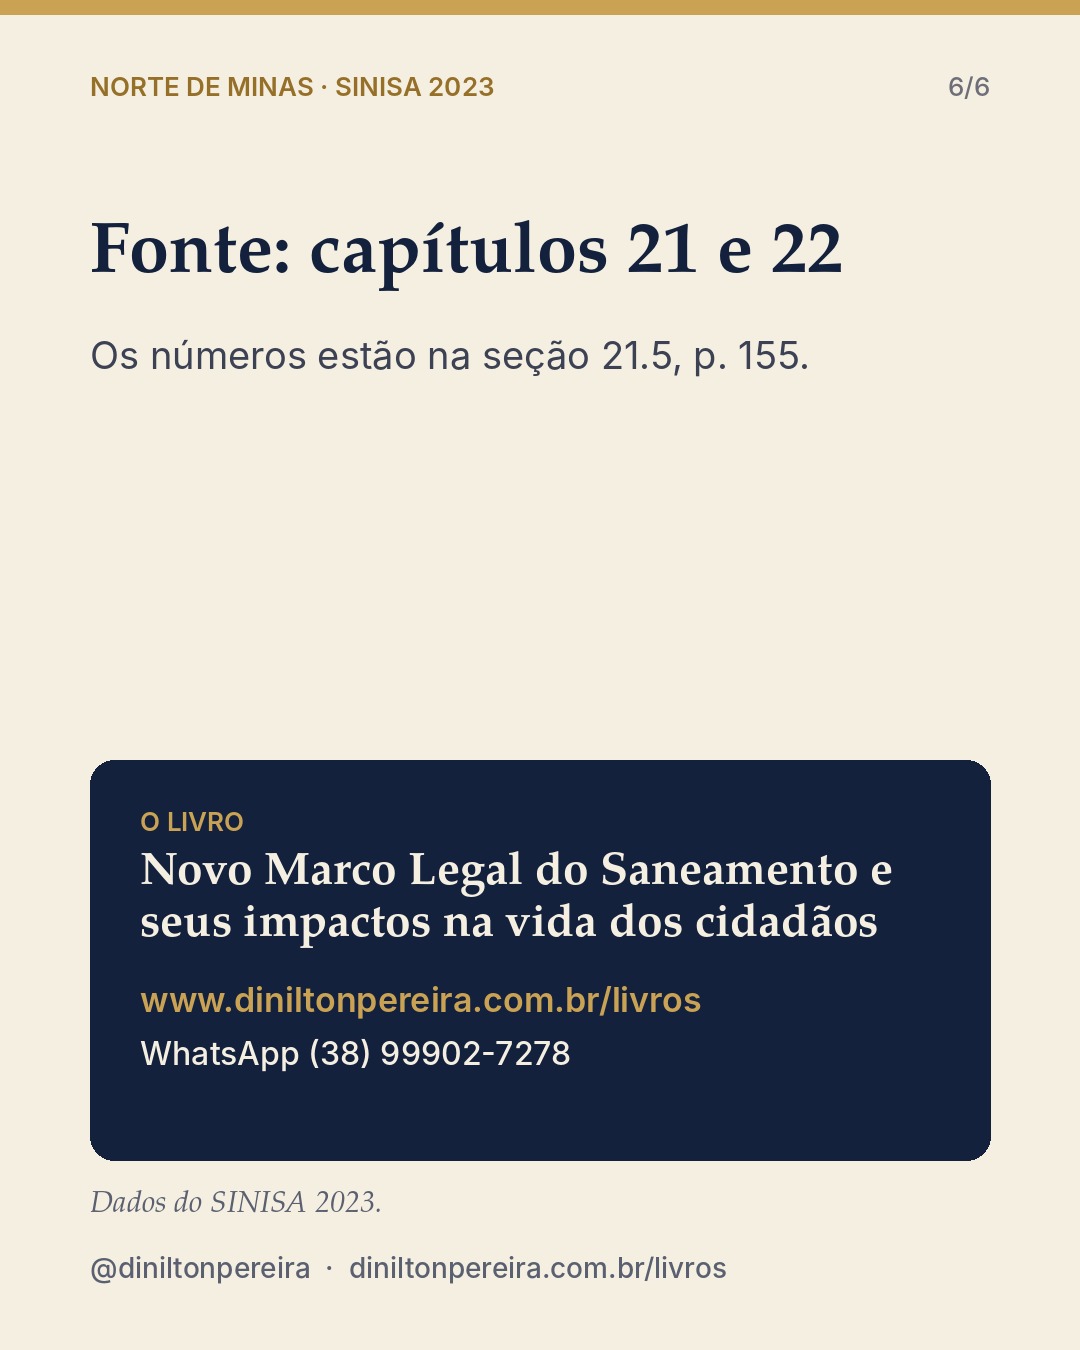 NORTE DE MINAS · SINISA 2023
6/6
Fonte: capítulos 21 e 22
Os números estão na seção 21.5, p. 155.
O LIVRO
Novo Marco Legal do Saneamento e
seus impactos na vida dos cidadãos
www.diniltonpereira.com.br/livros
WhatsApp (38) 99902-7278
Dados do SINISA 2023.
@diniltonpereira · diniltonpereira.com.br/livros